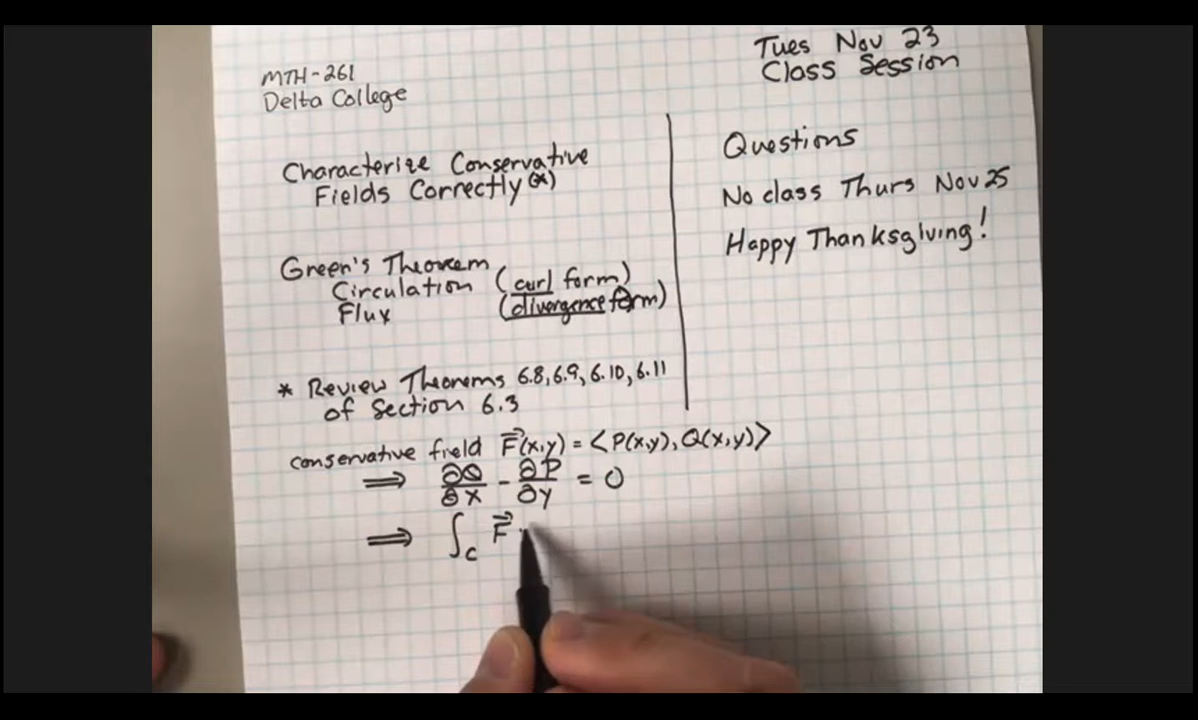 MTH-261
Delta College
Tues Nov 23
Class Session
Characterize Conservative
Fields Correctly (*)
Green's Theorem
Circulation (curl form)
Flux (divergence form)
Questions
No class Thurs Nov 25
Happy Thanksgiving!
* Review Theorems 6.8, 6.9, 6.10, 6.11
of Section 6.3
conservative field F⃗(x,y) = <P(x,y), Q(x,y)>
⟹ ∂Q/∂x - ∂P/∂y = 0
⟹ ∫_C F⃗ ·